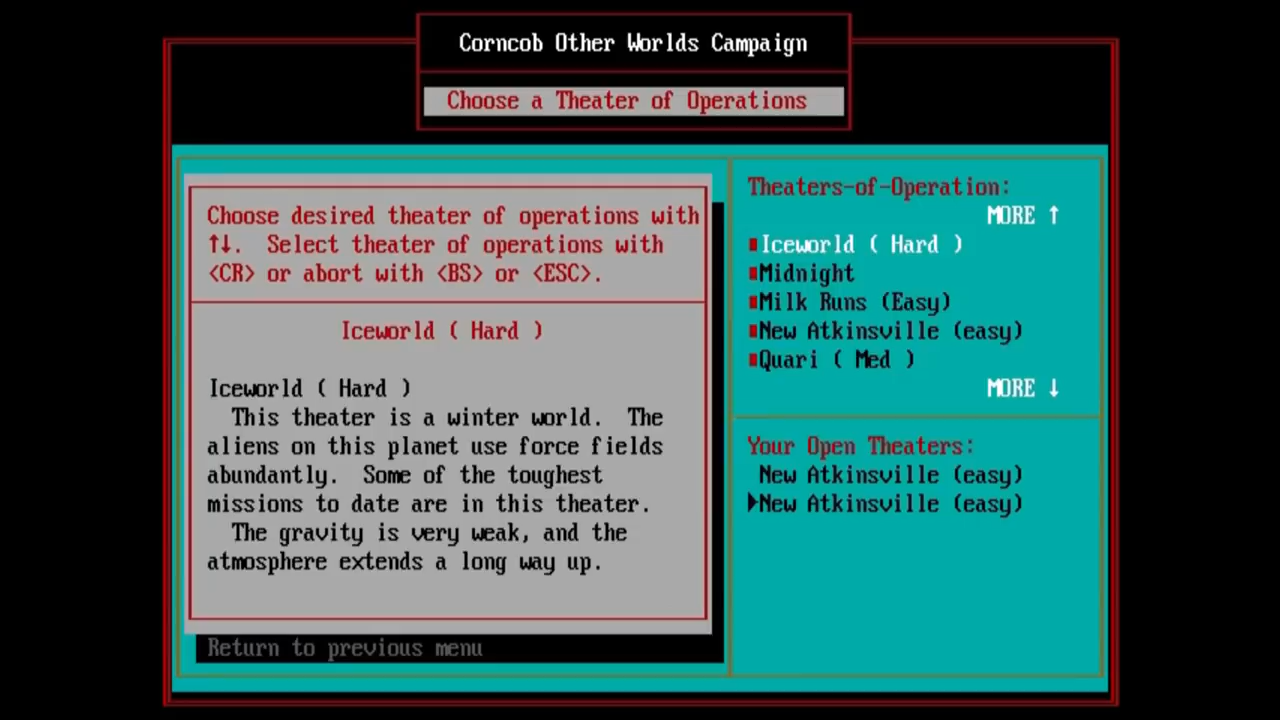 Corncob Other Worlds Campaign
Choose a Theater of Operations
Choose desired theater of operations with
↑↓.  Select theater of operations with
<CR> or abort with <BS> or <ESC>.
Iceworld ( Hard )
Iceworld ( Hard )
This theater is a winter world.  The
aliens on this planet use force fields
abundantly.  Some of the toughest
missions to date are in this theater.
The gravity is very weak, and the
atmosphere extends a long way up.
Return to previous menu
Theaters-of-Operation:
MORE ↑
Iceworld ( Hard )
Midnight
Milk Runs (Easy)
New Atkinsville (easy)
Quari ( Med )
MORE ↓
Your Open Theaters:
New Atkinsville (easy)
New Atkinsville (easy)